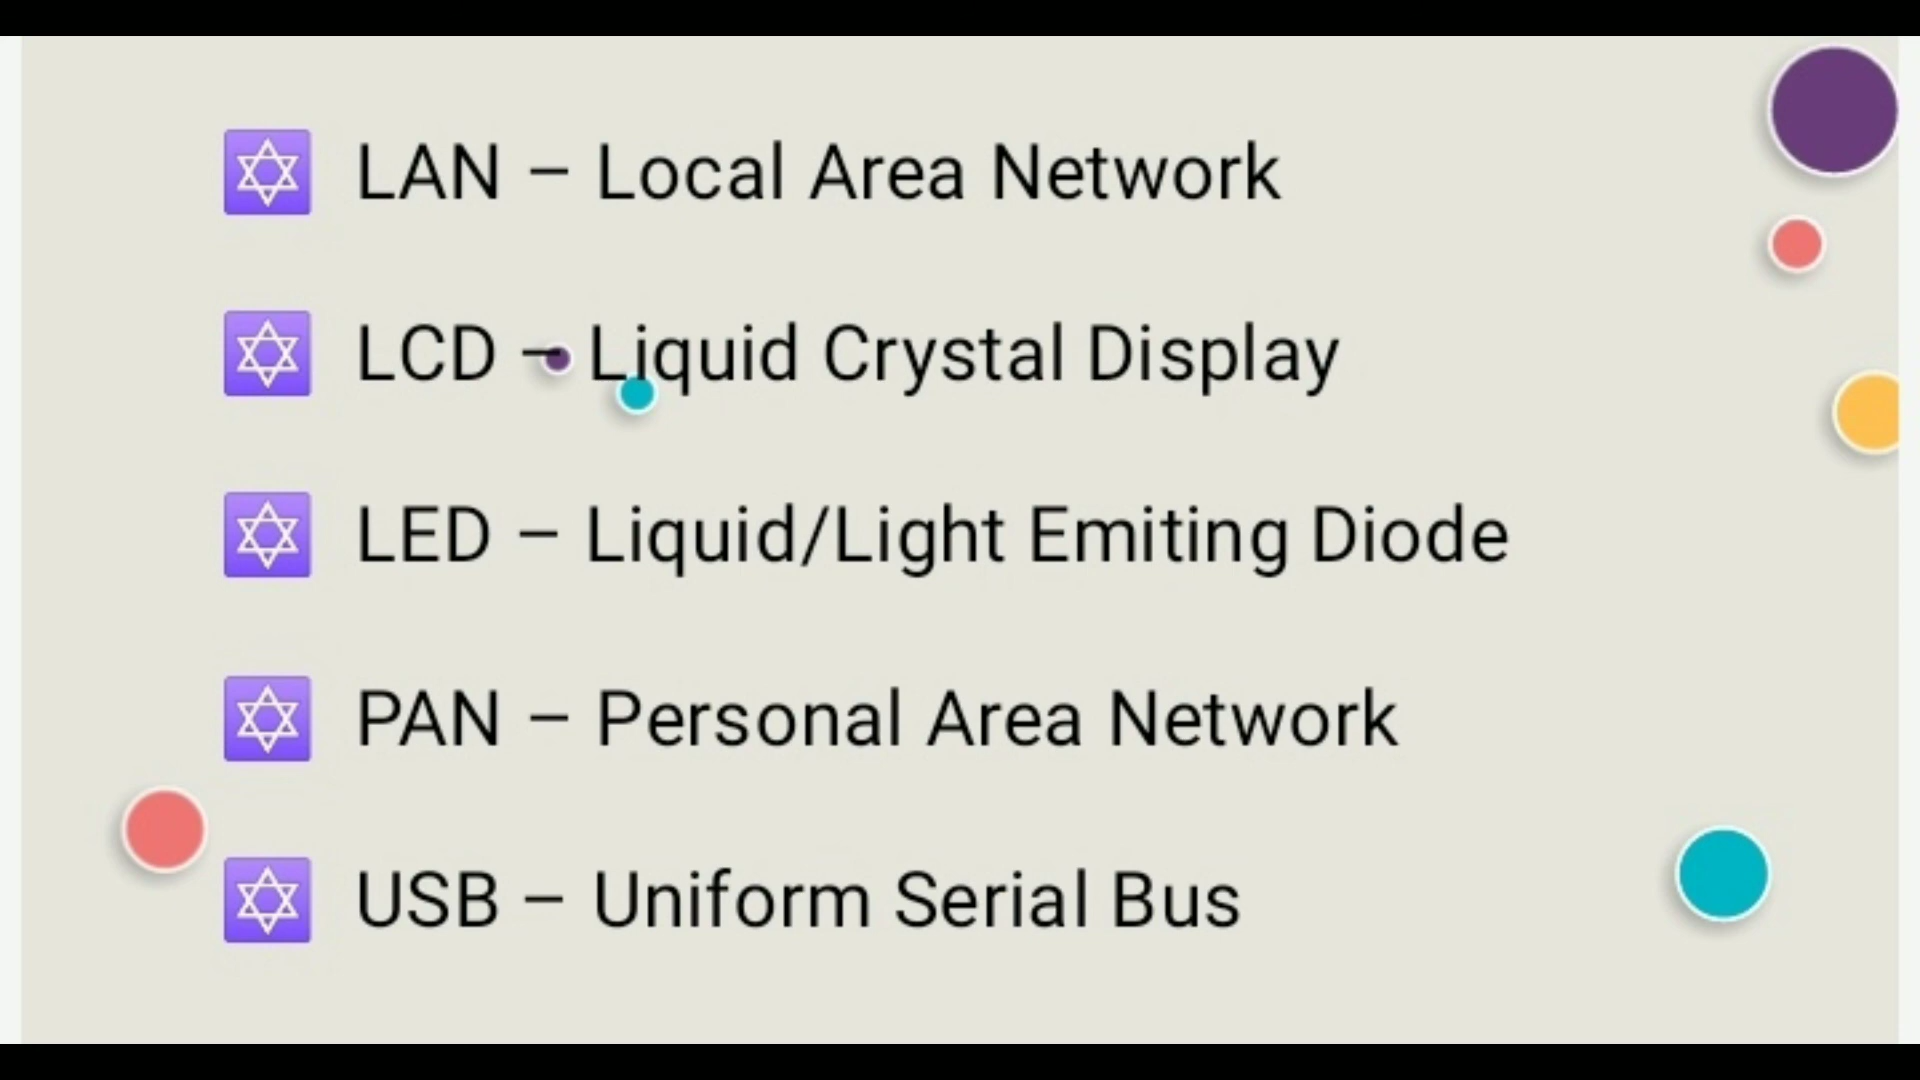 🔯 LAN – Local Area Network
🔯 LCD – Liquid Crystal Display
🔯 LED – Liquid/Light Emiting Diode
🔯 PAN – Personal Area Network
🔯 USB – Uniform Serial Bus